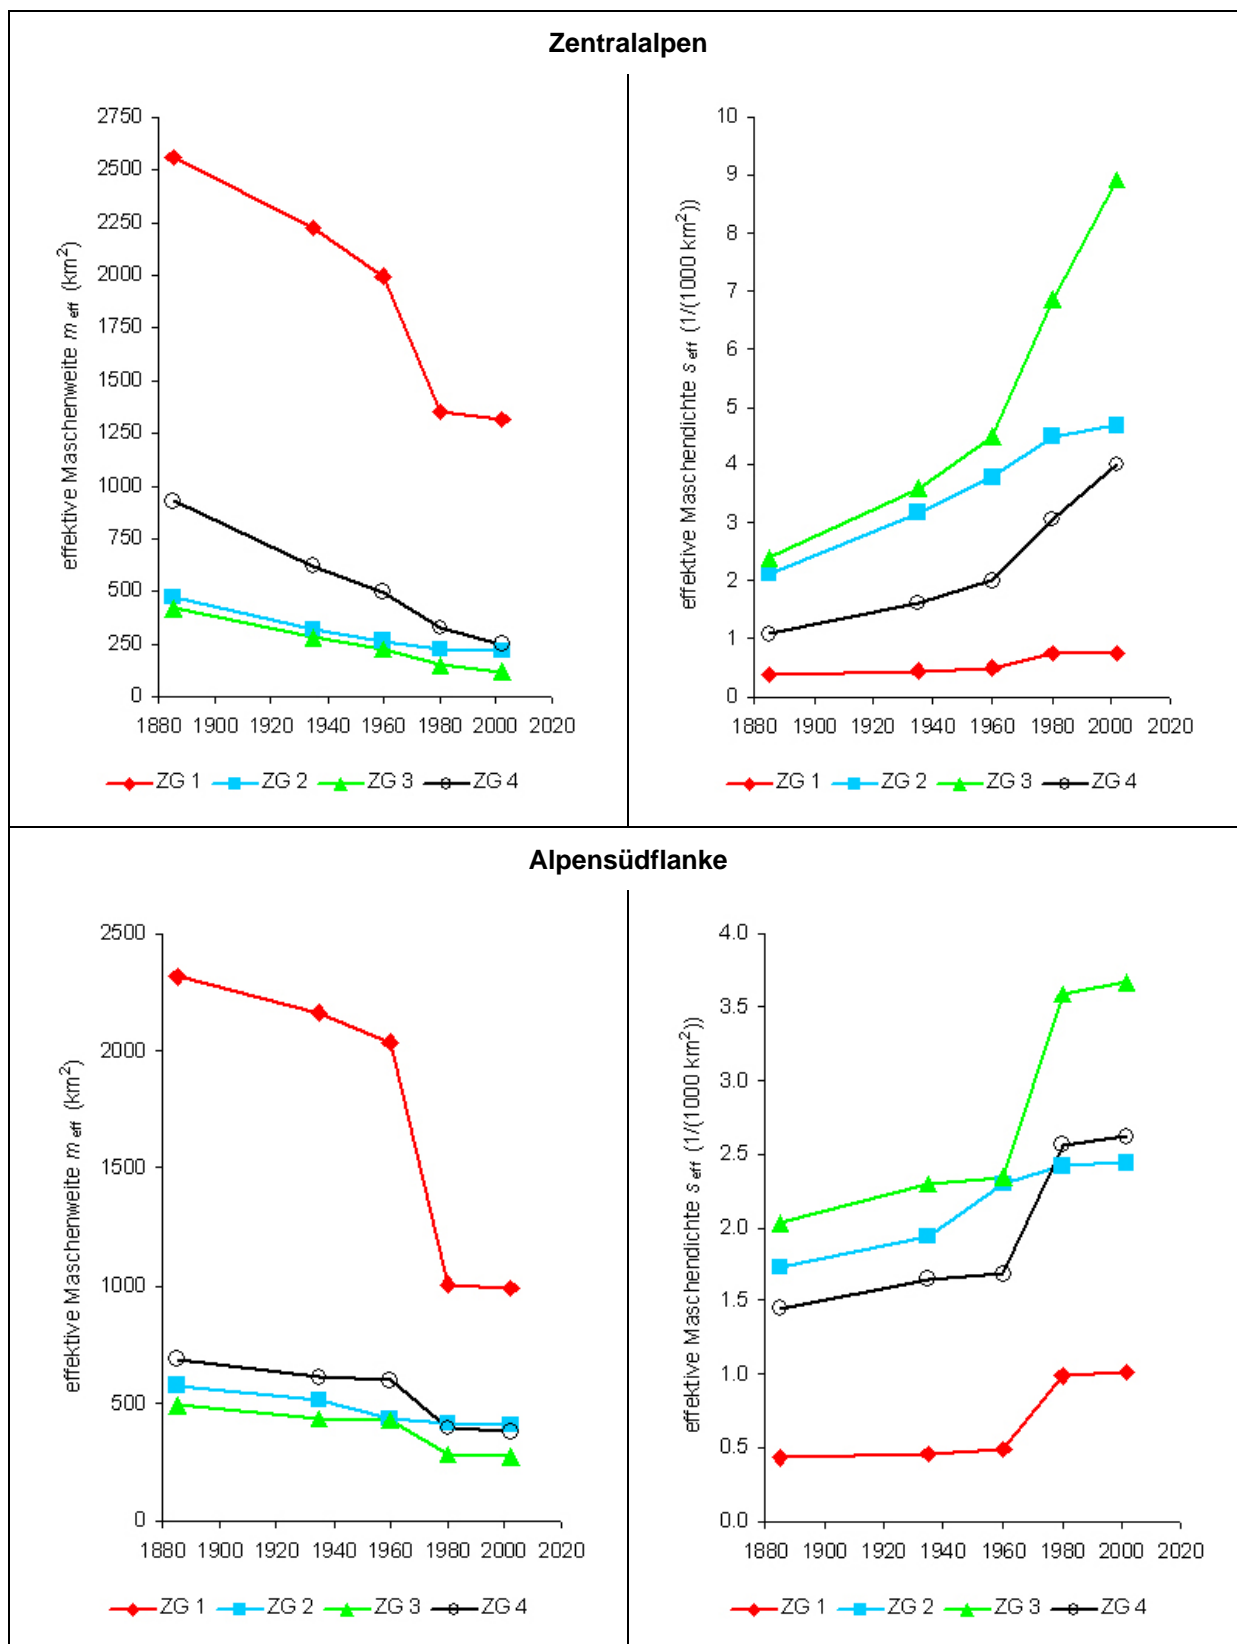 Zentralalpen
effektive Maschenweite m eff (km²)
2750
2500
2250
2000
1750
1500
1250
1000
750
500
250
0
1880 1900 1920 1940 1960 1980 2000 2020
ZG 1 ZG 2 ZG 3 ZG 4
effektive Maschendichte s eff (1/(1000 km²))
10
9
8
7
6
5
4
3
2
1
0
1880 1900 1920 1940 1960 1980 2000 2020
ZG 1 ZG 2 ZG 3 ZG 4
Alpensüdflanke
effektive Maschenweite m eff (km²)
2500
2000
1500
1000
500
0
1880 1900 1920 1940 1960 1980 2000 2020
ZG 1 ZG 2 ZG 3 ZG 4
effektive Maschendichte s eff (1/(1000 km²))
4.0
3.5
3.0
2.5
2.0
1.5
1.0
0.5
0.0
1880 1900 1920 1940 1960 1980 2000 2020
ZG 1 ZG 2 ZG 3 ZG 4